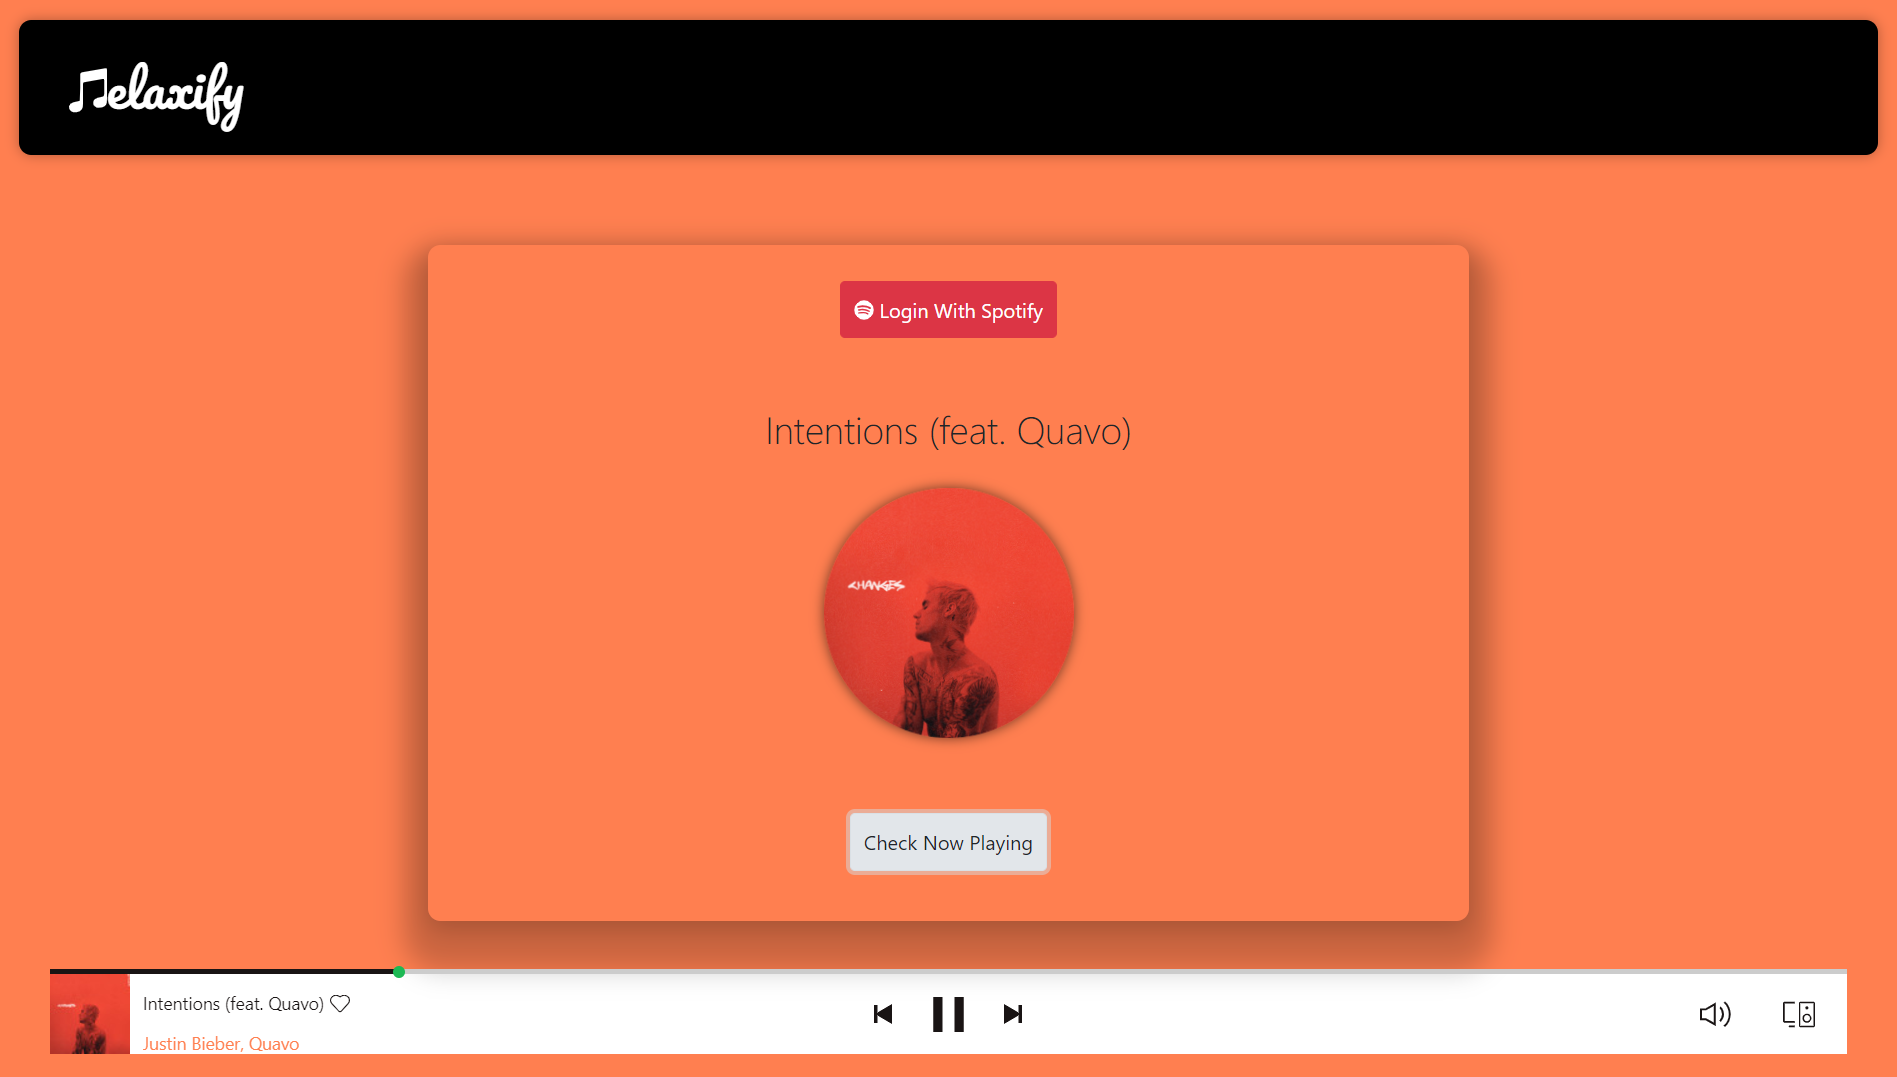 elaxify
Login With Spotify
Intentions (feat. Quavo)
CHANGES
Check Now Playing
Intentions (feat. Quavo)
Justin Bieber, Quavo